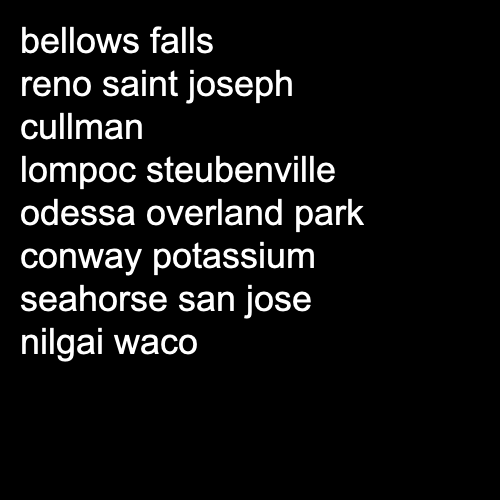 bellows falls
reno saint joseph
cullman
lompoc steubenville
odessa overland park
conway potassium
seahorse san jose
nilgai waco